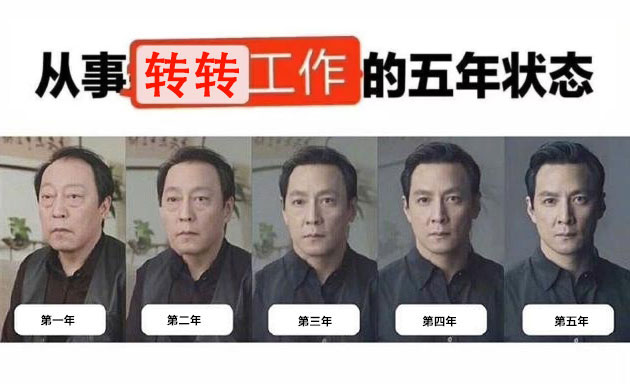 从事转转工作的五年状态
第一年
第二年
第三年
第四年
第五年